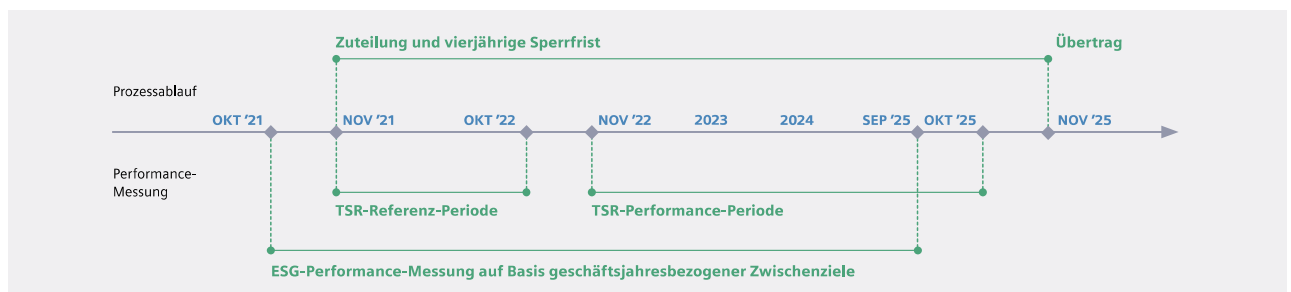 Zuteilung und vierjährige Sperrfrist
Übertrag
Prozessablauf
OKT ’21
NOV ’21
OKT ’22
NOV ’22
2023
2024
SEP ’25
OKT ’25
NOV ’25
Performance-
Messung
TSR-Referenz-Periode
TSR-Performance-Periode
ESG-Performance-Messung auf Basis geschäftsjahresbezogener Zwischenziele